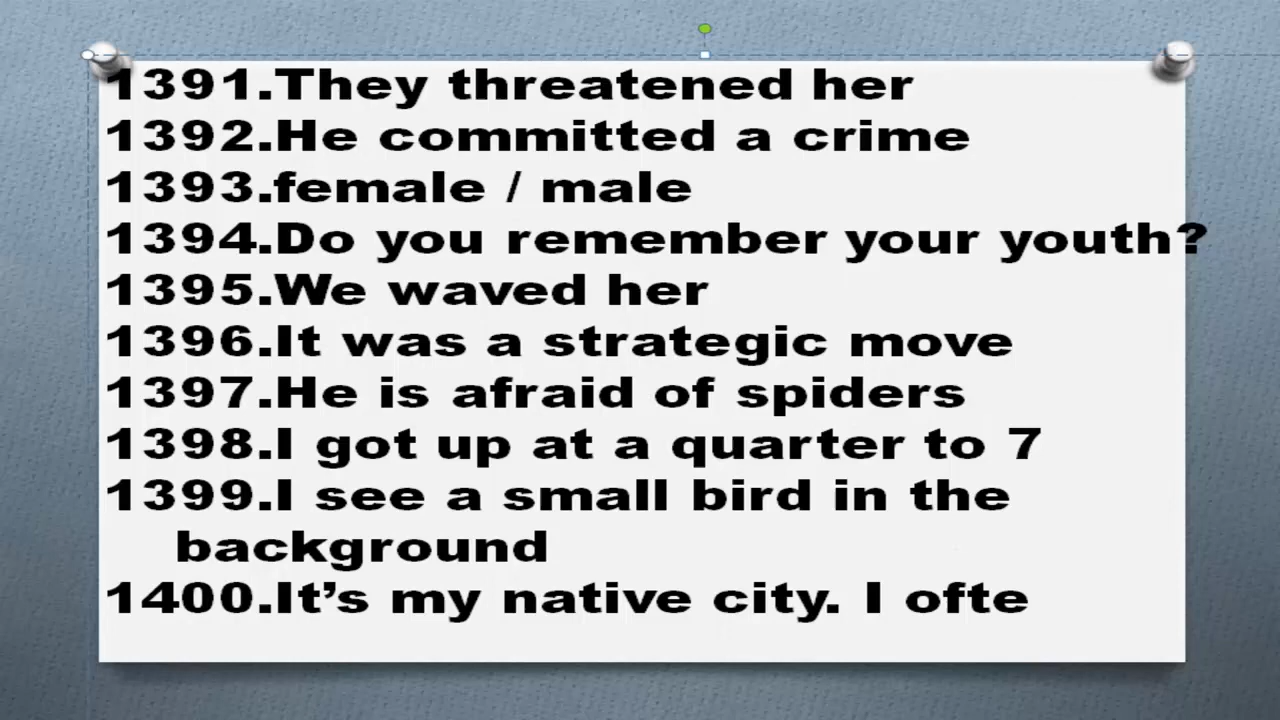 1391.They threatened her
1392.He committed a crime
1393.female / male
1394.Do you remember your youth?
1395.We waved her
1396.It was a strategic move
1397.He is afraid of spiders
1398.I got up at a quarter to 7
1399.I see a small bird in the
background
1400.It’s my native city. I ofte